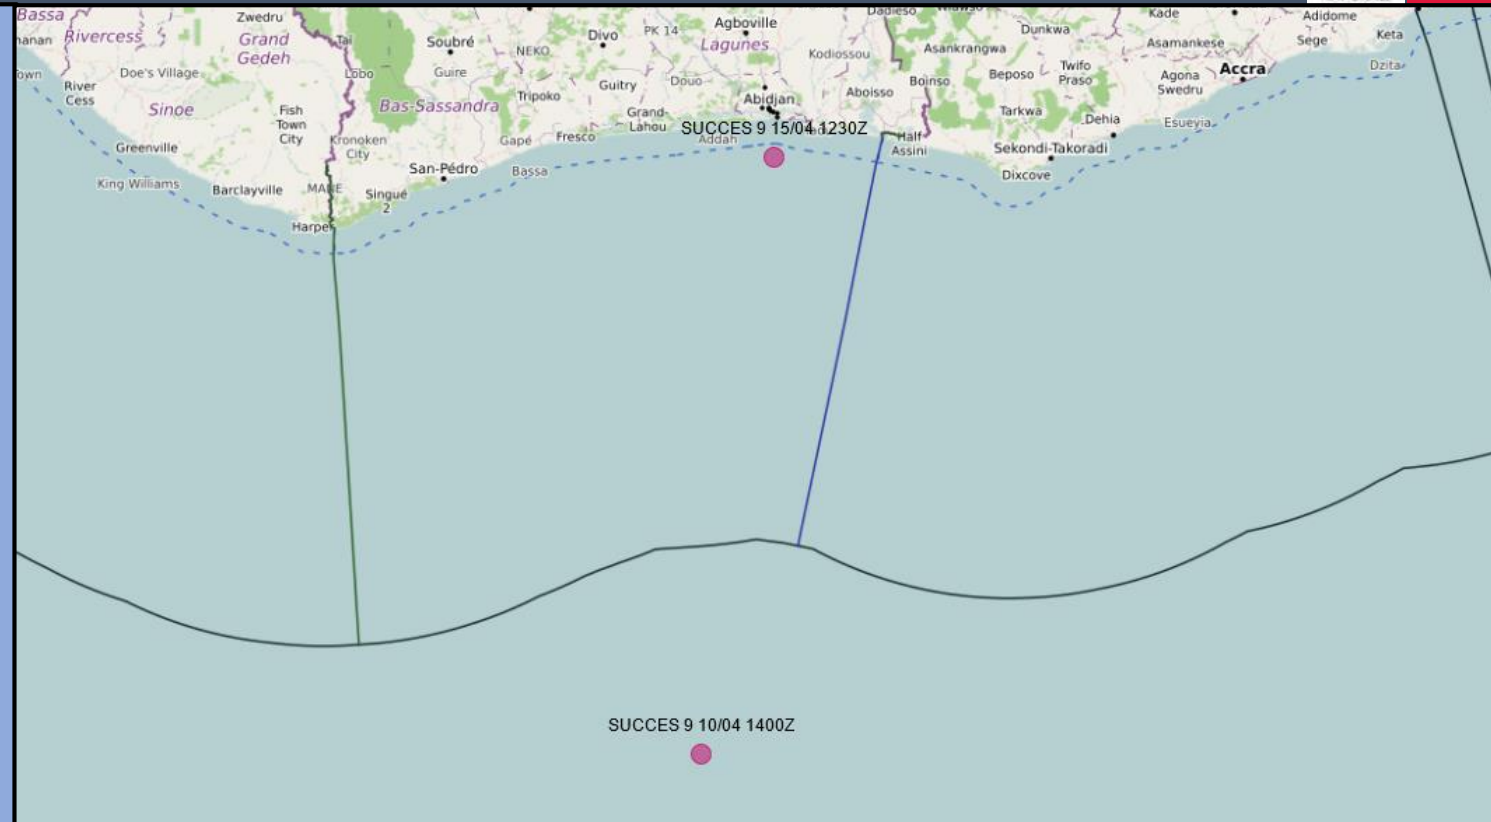 Bassa
Rivercess
Zwedru
Grand
Gedeh
Tai
Soubré
NEKO
Divo
PK 14
Agboville
Lagunes
Kodiossou
Dadieso
Asankrangwa
Dunkwa
Kade
Adidome
Sege
Keta
Asamankese
Accra
Dzita
River
Cess
Doe's Village
Sinoe
Lobo
Guire
Bas-Sassandra
Tripoko
Guitry
Douo
Abidjan
Aboisso
Boinso
Beposo
Twifo
Praso
Agona
Swedru
Fish
Town
City
Grand-
Lahou
Tarkwa
Dehia
Esueyia
SUCCES 9 15/04 1230Z
Greenville
Kronoken
City
Gapé
Fresco
Addah
Half
Assini
Sekondi-Takoradi
King Williams
Barclayville
San-Pédro
Bassa
Dixcove
Singué
2
Harper
SUCCES 9 10/04 1400Z